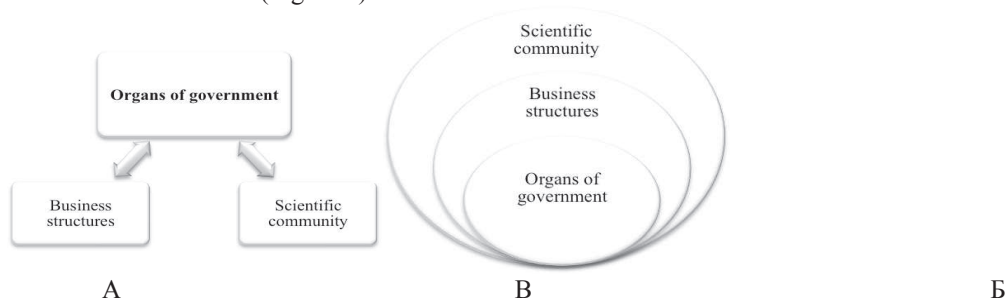 Organs of government
Business
structures
Scientific
community
Scientific
community
Business
structures
Organs of
government
A
B
Б